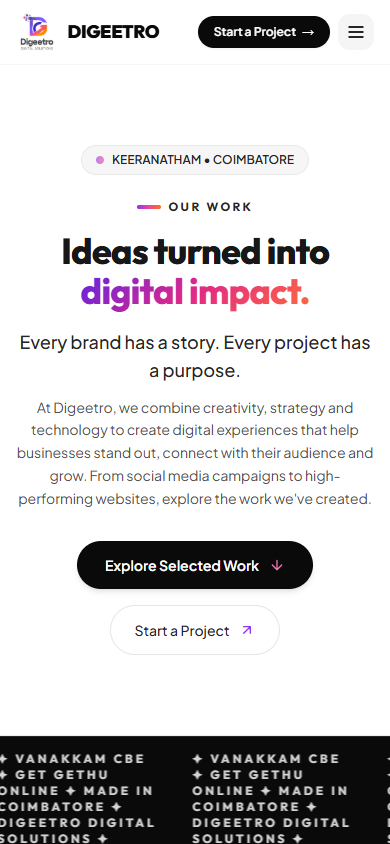 Digeetro
DIGITAL SOLUTIONS
DIGEETRO
Start a Project →
KEERANATHAM • COIMBATORE
OUR WORK
Ideas turned into
digital impact.
Every brand has a story. Every project has
a purpose.
At Digeetro, we combine creativity, strategy and
technology to create digital experiences that help
businesses stand out, connect with their audience and
grow. From social media campaigns to high-
performing websites, explore the work we've created.
Explore Selected Work ↓
Start a Project ↗
✦ VANAKKAM CBE
✦ GET GETHU
ONLINE ✦ MADE IN
COIMBATORE ✦
DIGEETRO DIGITAL
SOLUTIONS ✦
✦ VANAKKAM CBE
✦ GET GETHU
ONLINE ✦ MADE IN
COIMBATORE ✦
DIGEETRO DIGITAL
SOLUTIONS ✦